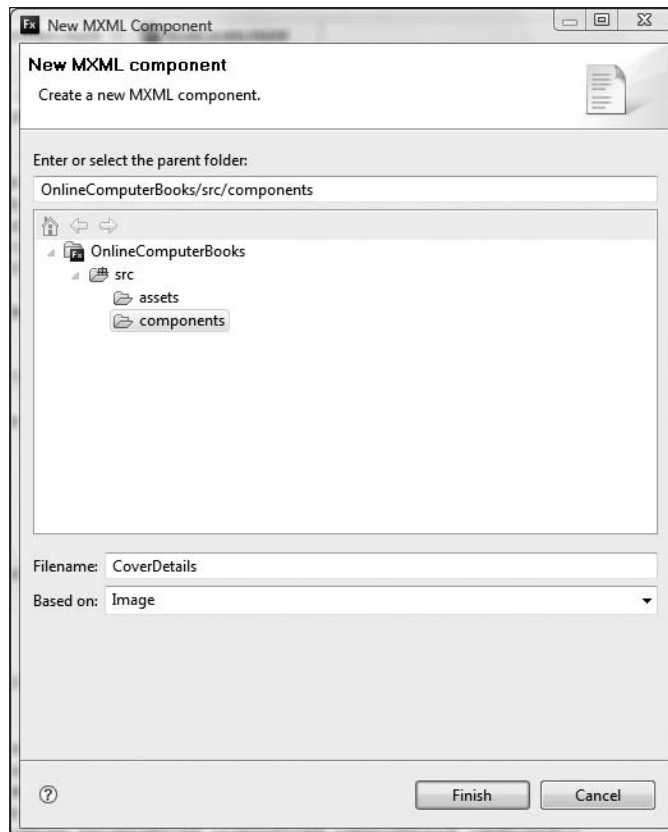 Fx New MXML Component
New MXML component
Create a new MXML component.
Enter or select the parent folder:
OnlineComputerBooks/src/components
Fx OnlineComputerBooks
src
assets
components
Filename: CoverDetails
Based on: Image
? Finish Cancel